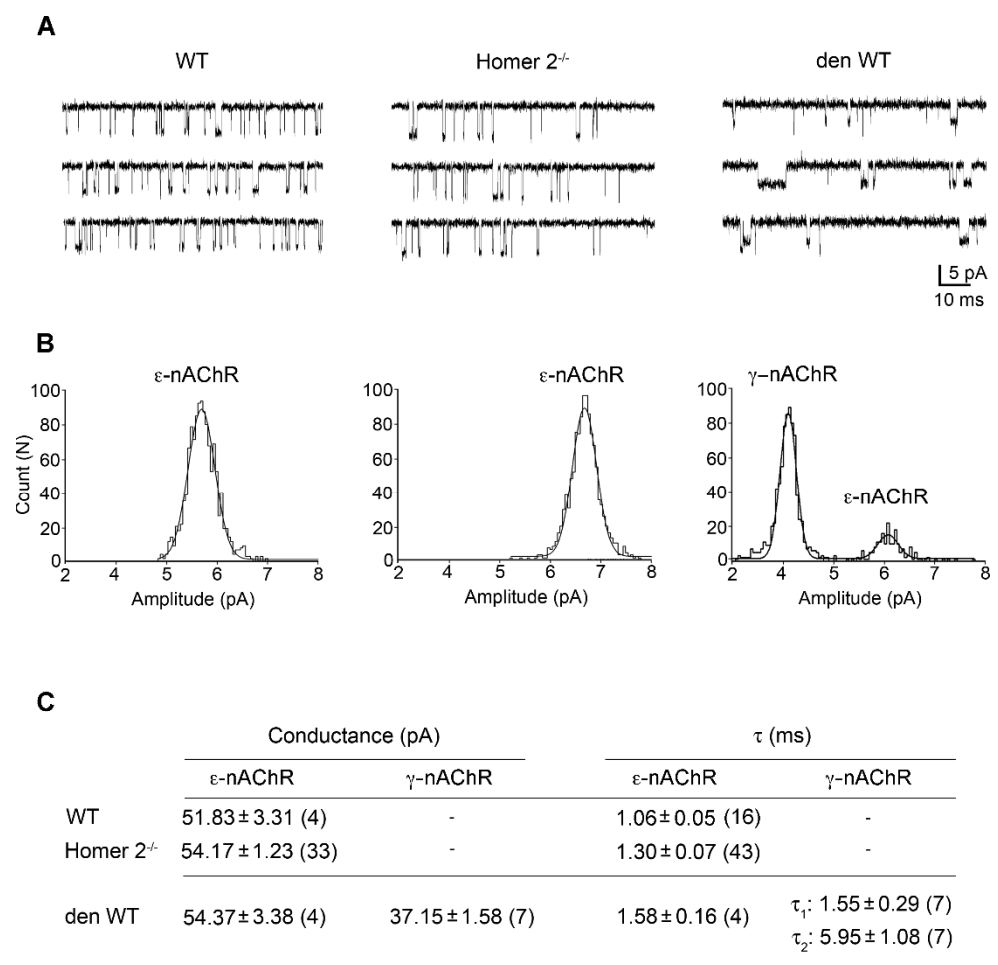 A
WT Homer 2-/- den WT
5 pA
10 ms
B
ε-nAChR ε-nAChR γ–nAChR
ε-nAChR
Count (N)
100 100 100
80 80 80
60 60 60
40 40 40
20 20 20
0 0 0
2 3 4 5 6 7 8 2 3 4 5 6 7 8 2 3 4 5 6 7 8
Amplitude (pA) Amplitude (pA) Amplitude (pA)
C
Conductance (pA) τ (ms)
ε-nAChR γ–nAChR ε-nAChR γ–nAChR
WT 51.83 ± 3.31 (4) - 1.06 ± 0.05 (16) -
Homer 2-/- 54.17 ± 1.23 (33) - 1.30 ± 0.07 (43) -
den WT 54.37 ± 3.38 (4) 37.15 ± 1.58 (7) 1.58 ± 0.16 (4) τ1: 1.55 ± 0.29 (7)
τ2: 5.95 ± 1.08 (7)